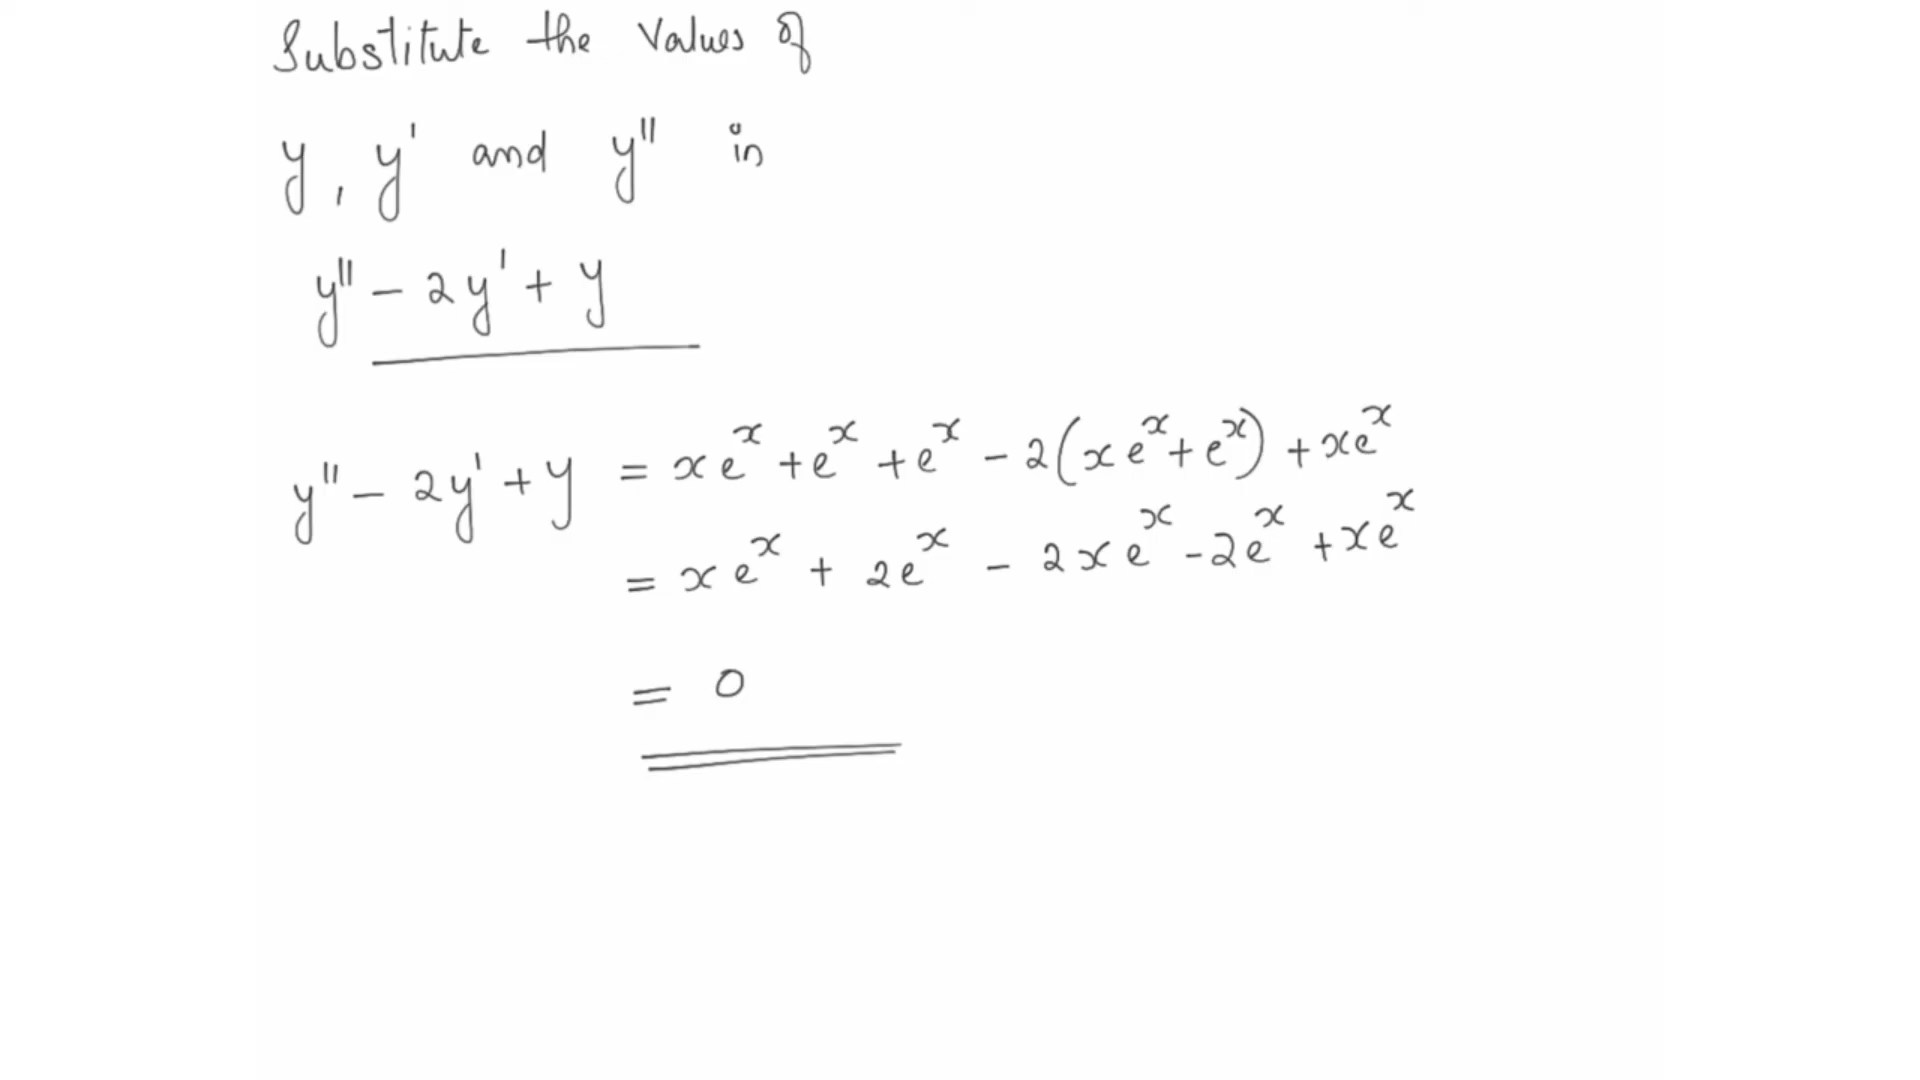 Substitute the values of
y, y' and y'' in
y'' - 2y' + y
y'' - 2y' + y = xe^x + e^x + e^x - 2(xe^x + e^x) + xe^x
= xe^x + 2e^x - 2xe^x - 2e^x + xe^x
= 0